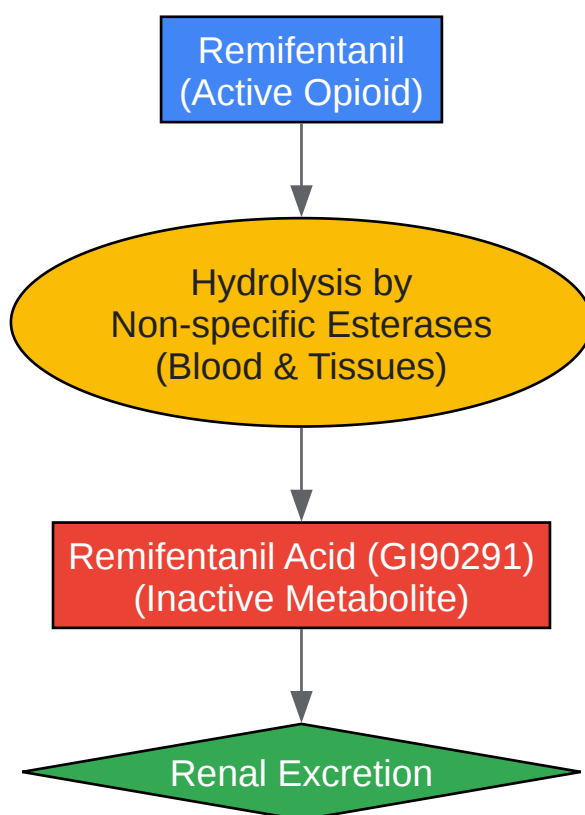 Remifentanil
(Active Opioid)
Hydrolysis by
Non-specific Esterases
(Blood & Tissues)
Remifentanil Acid (GI90291)
(Inactive Metabolite)
Renal Excretion